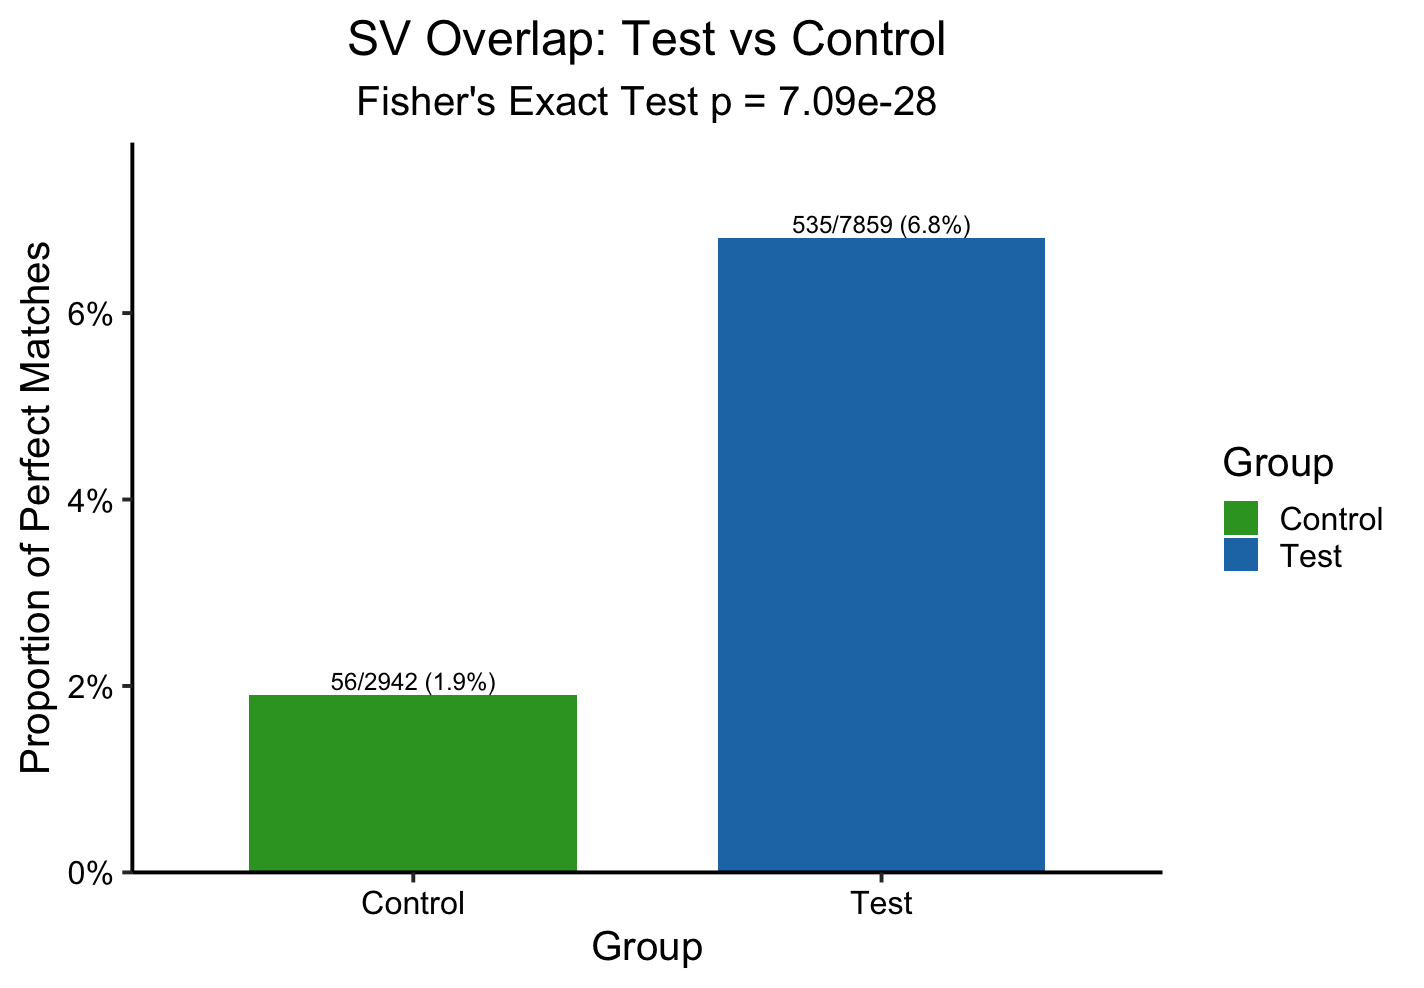 SV Overlap: Test vs Control
Fisher's Exact Test p = 7.09e-28
Proportion of Perfect Matches
6%
4%
2%
0%
535/7859 (6.8%)
56/2942 (1.9%)
Control
Test
Group
Group
Control
Test